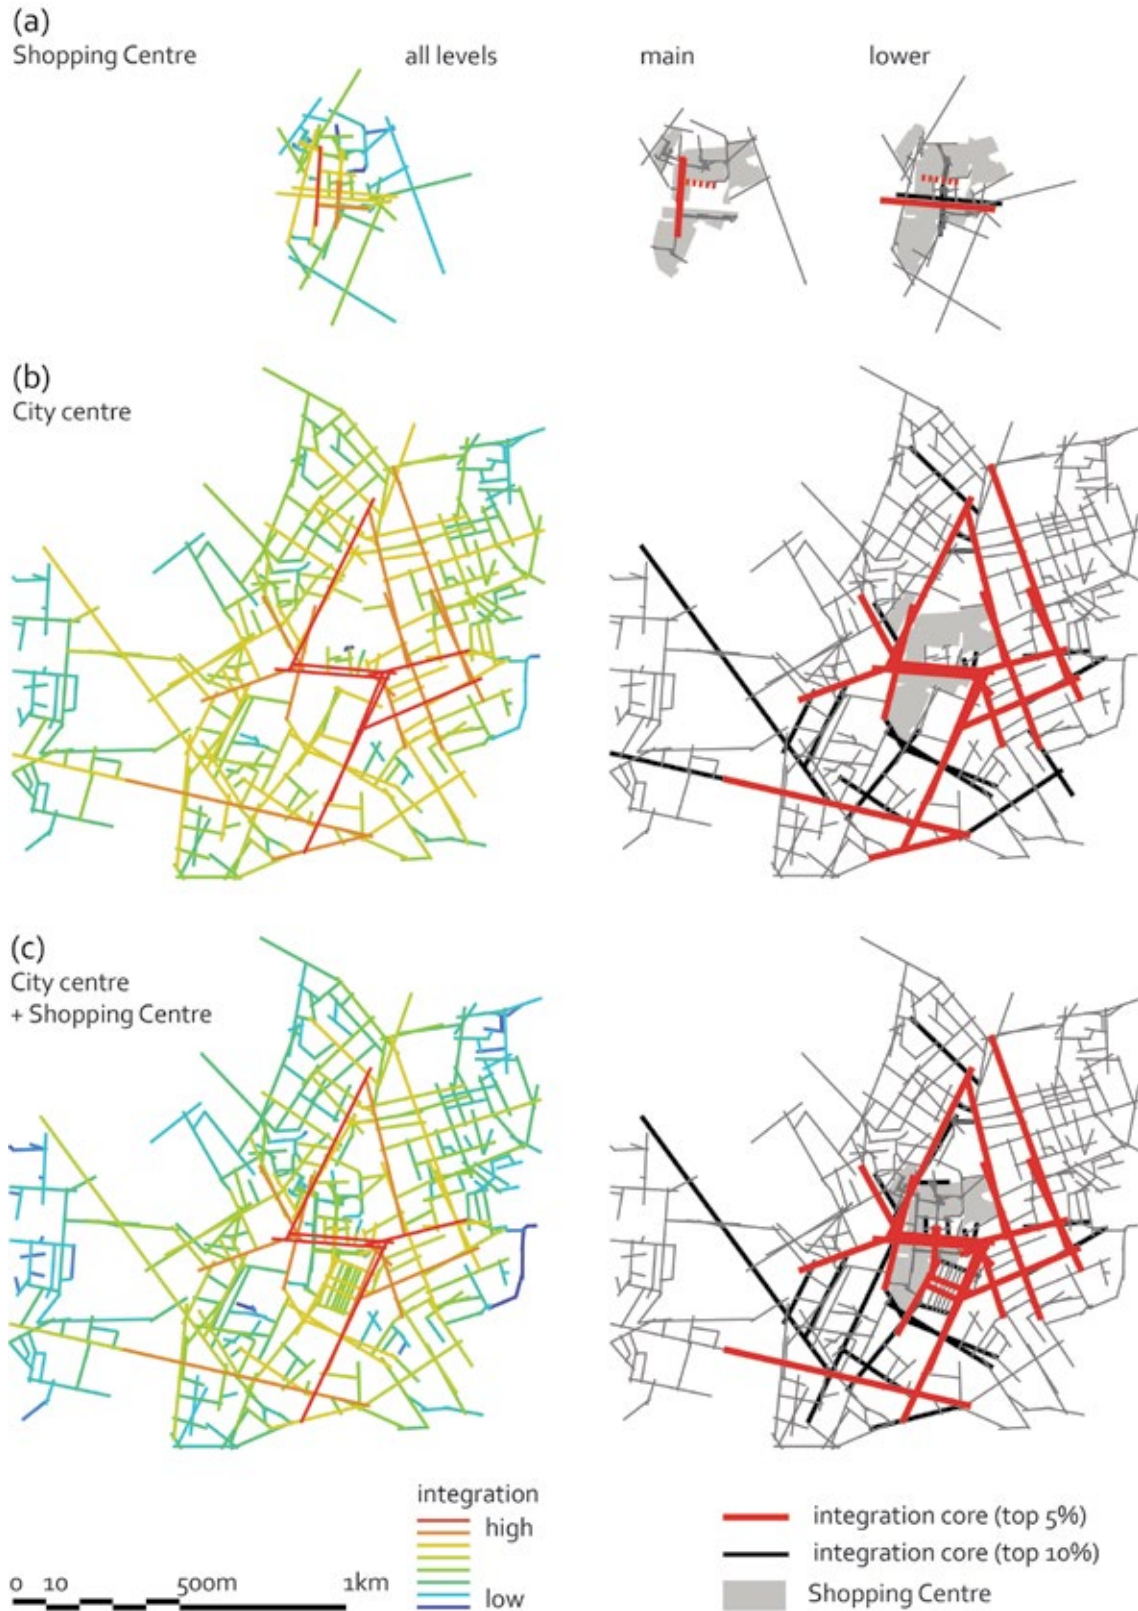 (a)
Shopping Centre all levels main lower
(b)
City centre
(c)
City centre
+ Shopping Centre
integration
high
low
integration core (top 5%)
integration core (top 10%)
Shopping Centre
0 10 500m 1km